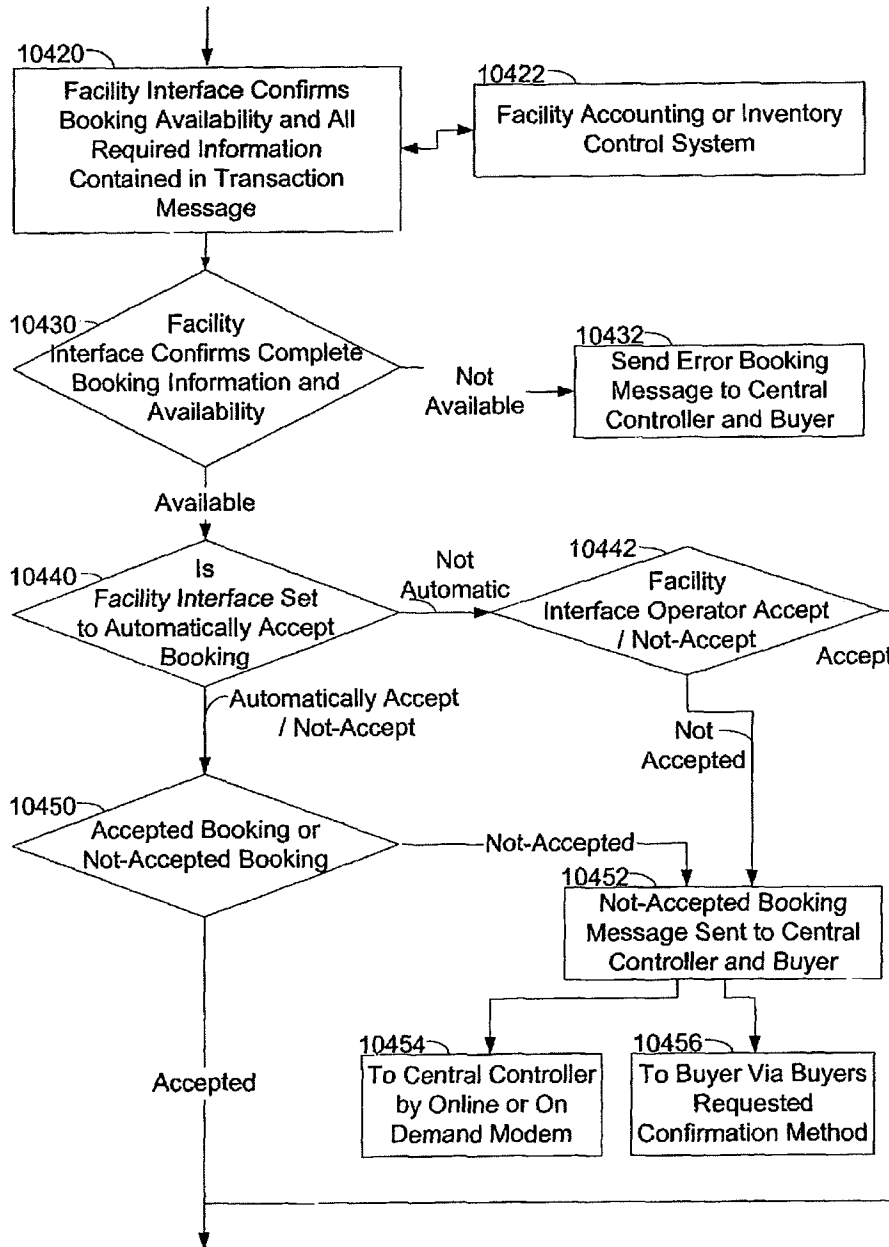 10420
Facility Interface Confirms
Booking Availability and All
Required Information
Contained in Transaction
Message
10422
Facility Accounting or Inventory
Control System
10430
Facility
Interface Confirms Complete
Booking Information and
Availability
Not
Available
10432
Send Error Booking
Message to Central
Controller and Buyer
Available
10440
Is
Facility Interface Set
to Automatically Accept
Booking
Not
Automatic
10442
Facility
Interface Operator Accept
/ Not-Accept
Accept
Automatically Accept
/ Not-Accept
Not
Accepted
10450
Accepted Booking or
Not-Accepted Booking
Not-Accepted
10452
Not-Accepted Booking
Message Sent to Central
Controller and Buyer
10454
To Central Controller
by Online or On
Demand Modem
10456
To Buyer Via Buyers
Requested
Confirmation Method
Accepted